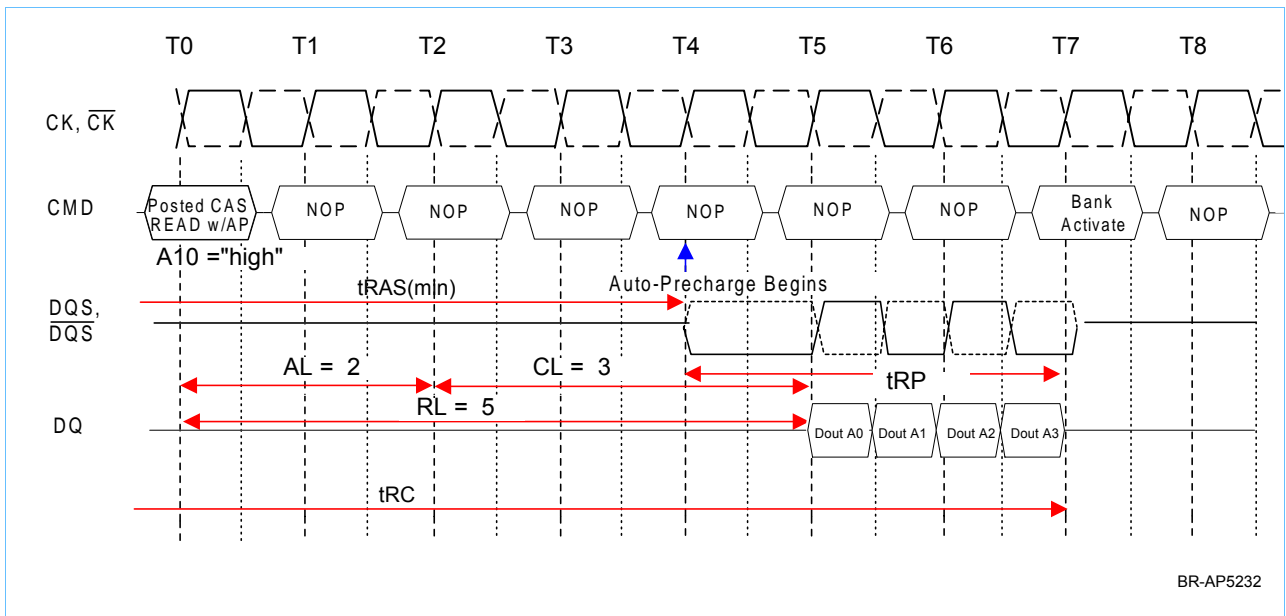 T0 T1 T2 T3 T4 T5 T6 T7 T8
CK, CK
CMD
Posted CAS
READ w/AP
NOP NOP NOP NOP NOP NOP
Bank
Activate
NOP
A10 ="high"
tRAS(min)
Auto-Precharge Begins
DQS,
DQS
AL = 2
CL = 3
tRP
RL = 5
DQ
Dout A0 Dout A1 Dout A2 Dout A3
tRC
BR-AP5232